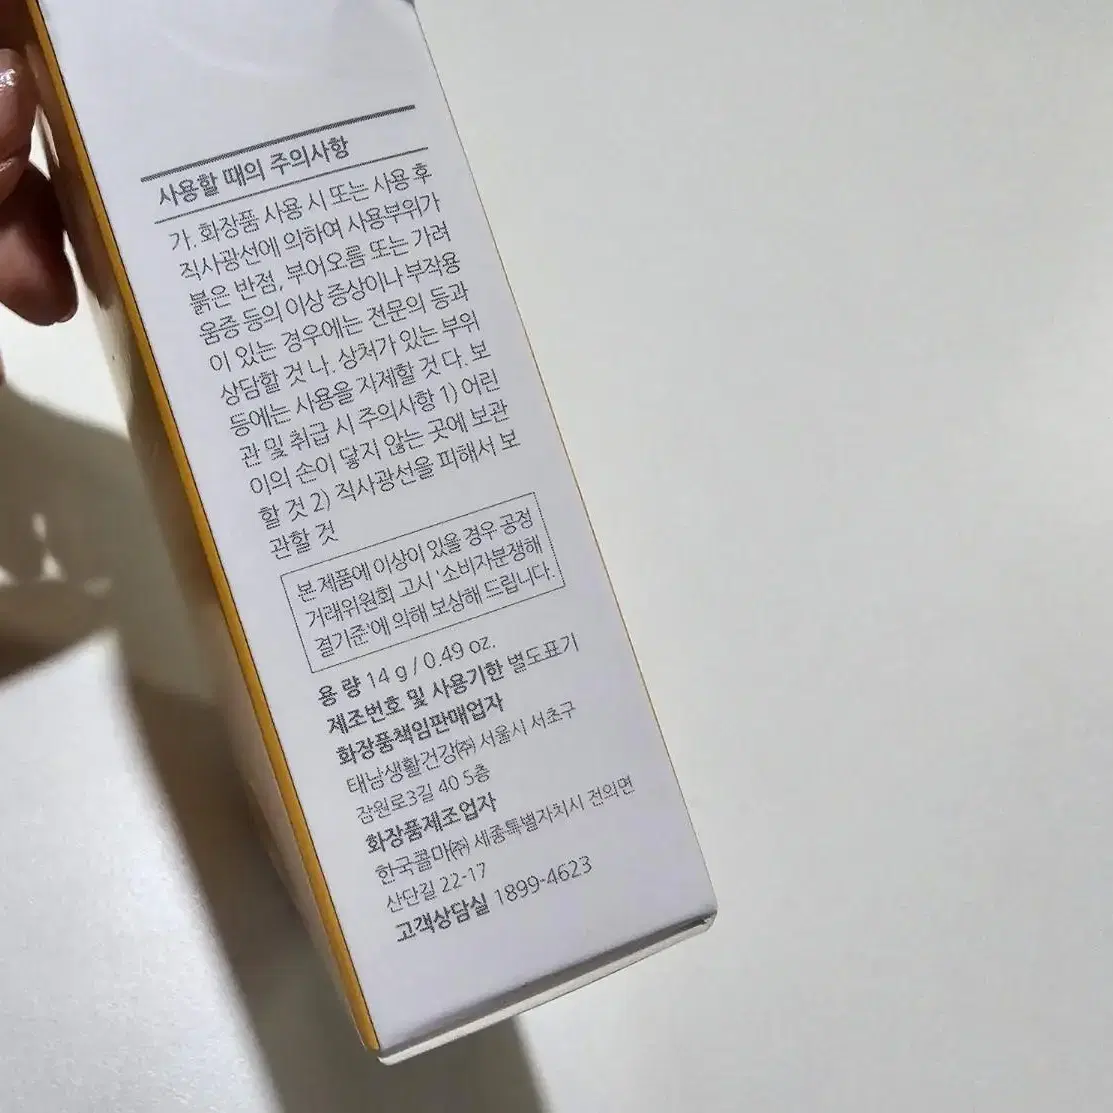 사용할 때의 주의사항
가. 화장품 사용 시 또는 사용 후
직사광선에 의하여 사용부위가
붉은 반점, 부어오름 또는 가려
움증 등의 이상 증상이나 부작용
이 있는 경우에는 전문의 등과
상담할 것 나. 상처가 있는 부위
등에는 사용을 자제할 것 다. 보
관 및 취급 시 주의사항 1) 어린
이의 손이 닿지 않는 곳에 보관
할 것 2) 직사광선을 피해서 보
관할 것
본 제품에 이상이 있을 경우 공정
거래위원회 고시 '소비자분쟁해
결기준'에 의해 보상해 드립니다.
용 량 14 g / 0.49 oz.
제조번호 및 사용기한 별도표기
화장품책임판매업자
태남생활건강㈜ 서울시 서초구
잠원로3길 40 5층
화장품제조업자
한국콜마㈜ 세종특별자치시 전의면
산단길 22-17
고객상담실 1899-4623